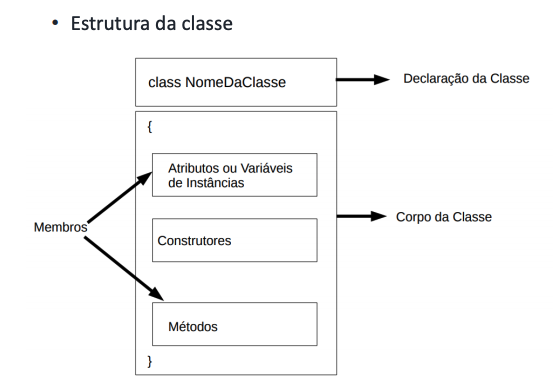 • Estrutura da classe
class NomeDaClasse
Declaração da Classe
{
Atributos ou Variáveis
de Instâncias
Membros
Construtores
Corpo da Classe
Métodos
}